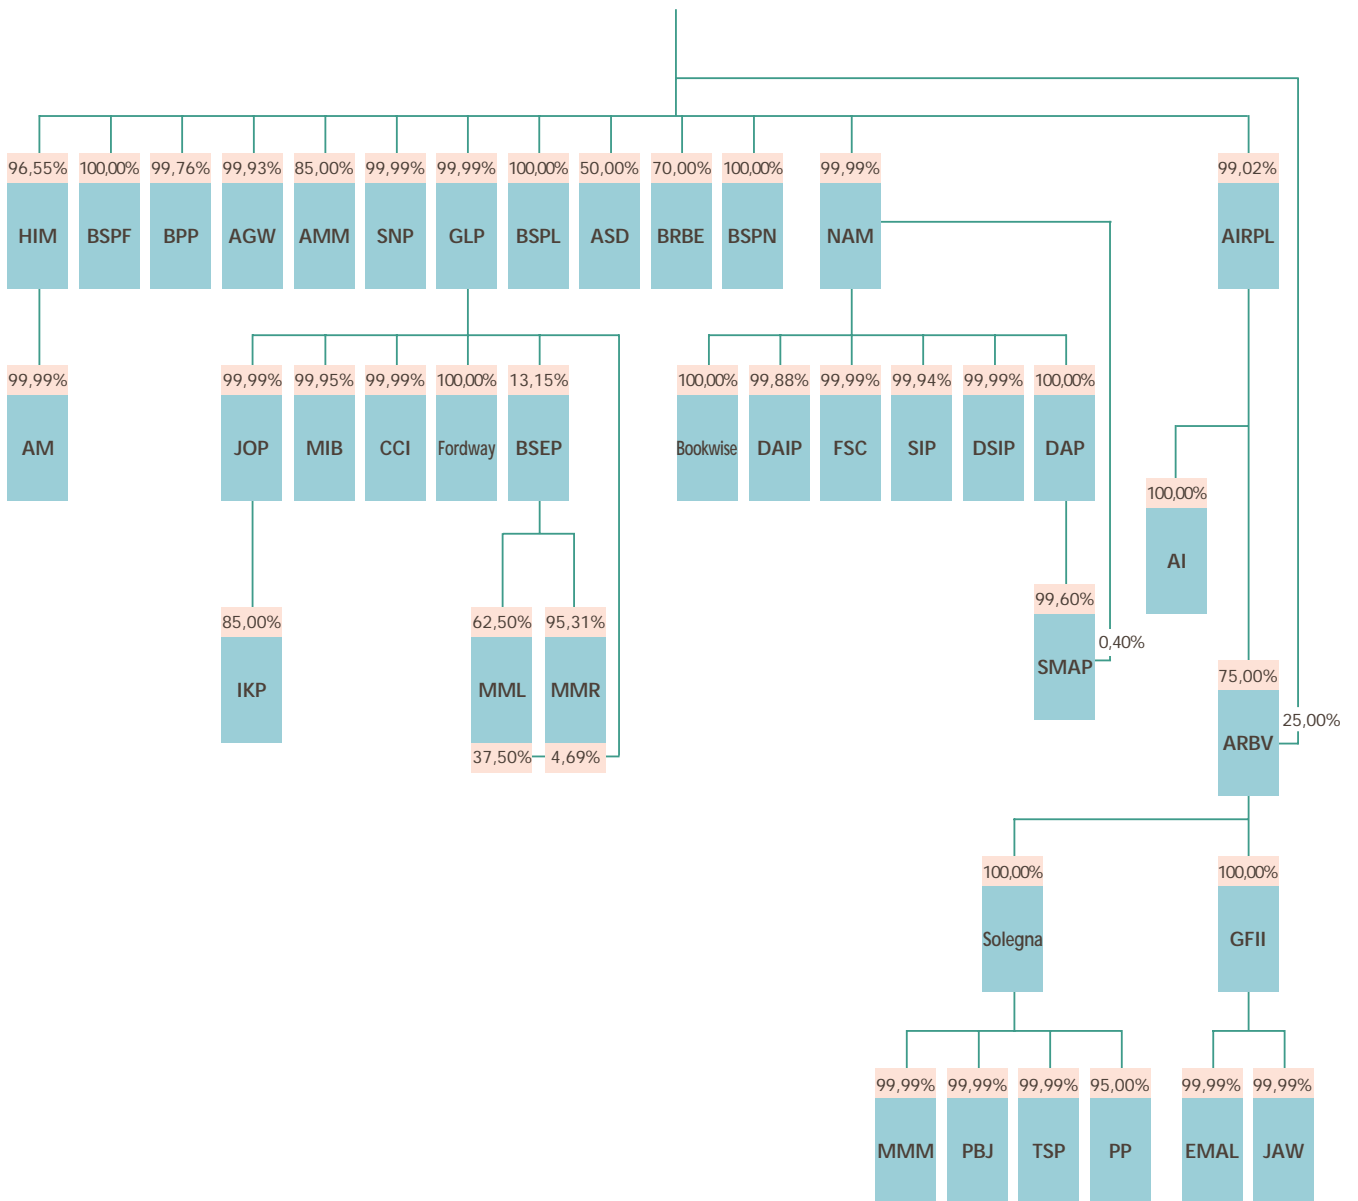 96,55% 100,00% 99,76% 99,93% 85,00% 99,99% 99,99% 100,00% 50,00% 70,00% 100,00% 99,99% 99,02%
HIM BSPF BPP AGW AMM SNP GLP BSPL ASD BRBE BSPN NAM AIRPL
99,99% 99,99% 99,95% 99,99% 100,00% 13,15% 100,00% 99,88% 99,99% 99,94% 99,99% 100,00%
AM JOP MIB CCI Fordway BSEP Bookwise DAIP FSC SIP DSIP DAP
100,00%
AI
99,60%
85,00% 62,50% 95,31%
0,40%
SMAP
75,00%
IKP MML MMR
25,00%
ARBV
37,50% 4,69%
100,00% 100,00%
Solegna GFII
99,99% 99,99% 99,99% 95,00% 99,99% 99,99%
MMM PBJ TSP PP EMAL JAW